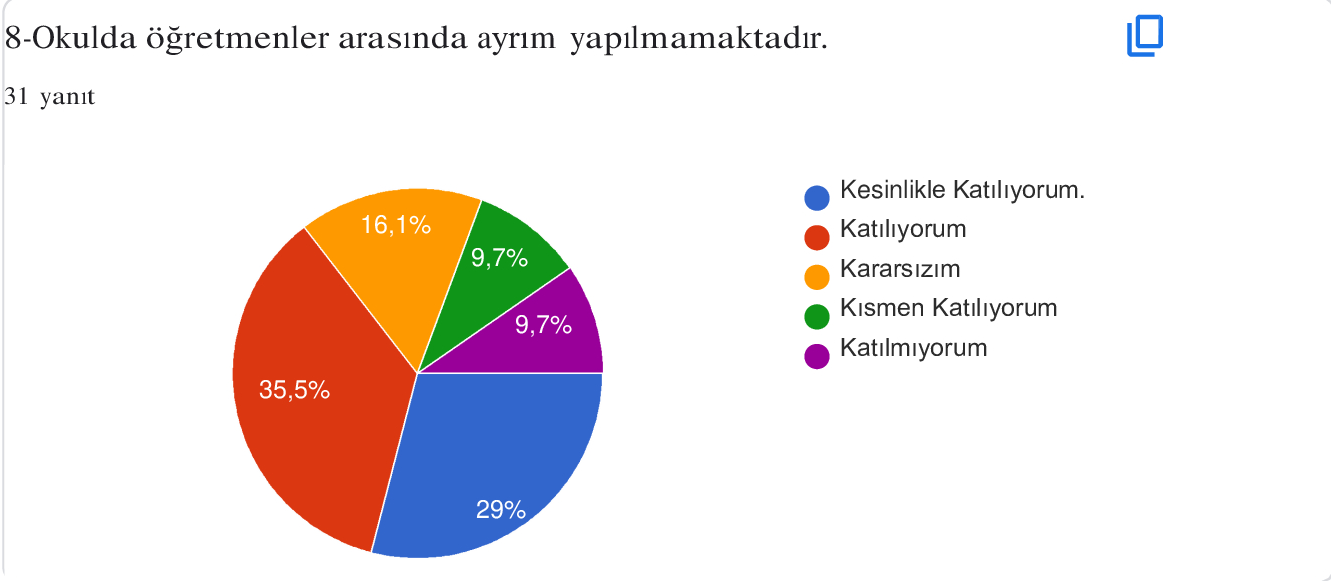 8-Okulda öğretmenler arasında ayrım yapılmamaktadır.
31 yanıt
16,1%
9,7%
9,7%
35,5%
29%
Kesinlikle Katılıyorum.
Katılıyorum
Kararsızım
Kısmen Katılıyorum
Katılmıyorum